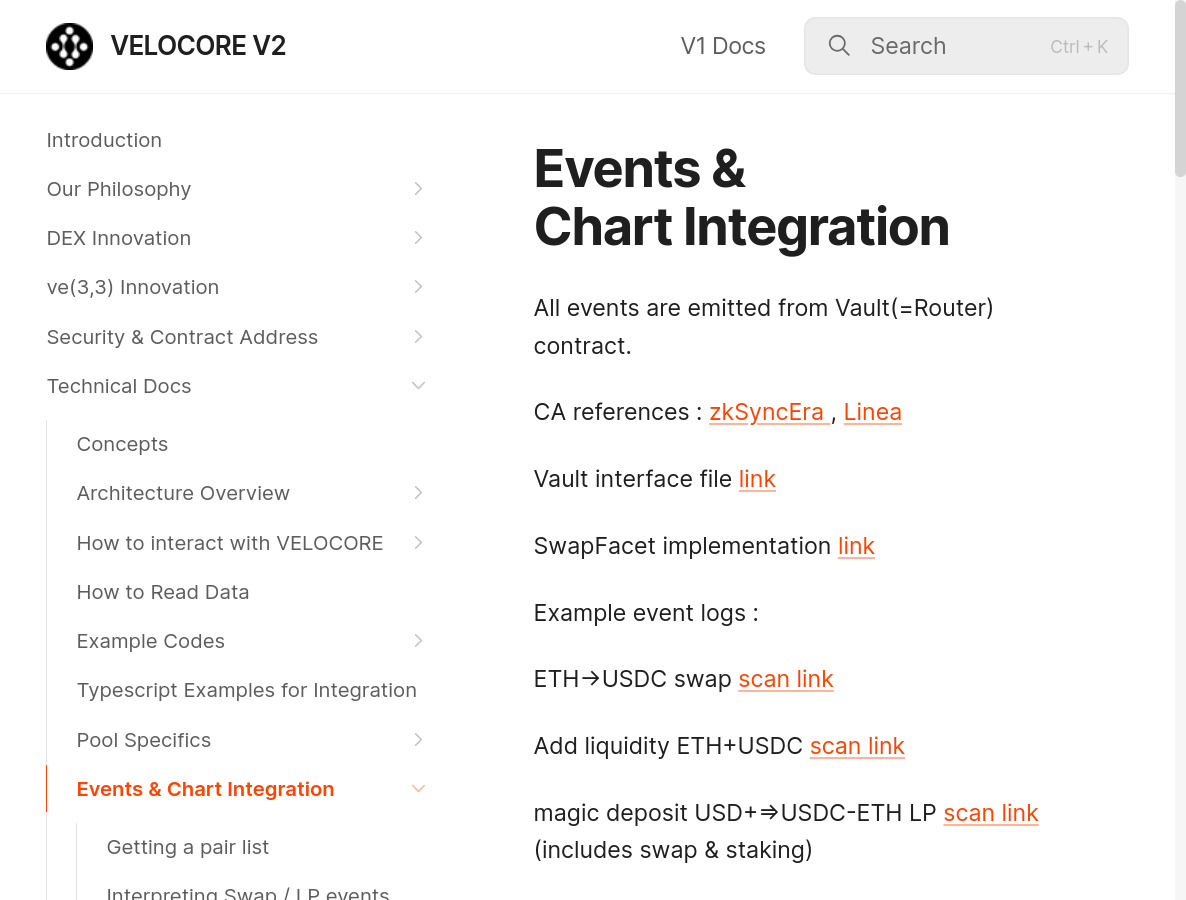 VELOCORE V2
V1 Docs
Search
Ctrl + K
Introduction
Our Philosophy
DEX Innovation
ve(3,3) Innovation
Security & Contract Address
Technical Docs
Concepts
Architecture Overview
How to interact with VELOCORE
How to Read Data
Example Codes
Typescript Examples for Integration
Pool Specifics
Events & Chart Integration
Getting a pair list
Interpreting Swap / LP events
Events &
Chart Integration
All events are emitted from Vault(=Router)
contract.
CA references : zkSyncEra , Linea
Vault interface file link
SwapFacet implementation link
Example event logs :
ETH→USDC swap scan link
Add liquidity ETH+USDC scan link
magic deposit USD+⇒USDC-ETH LP scan link
(includes swap & staking)